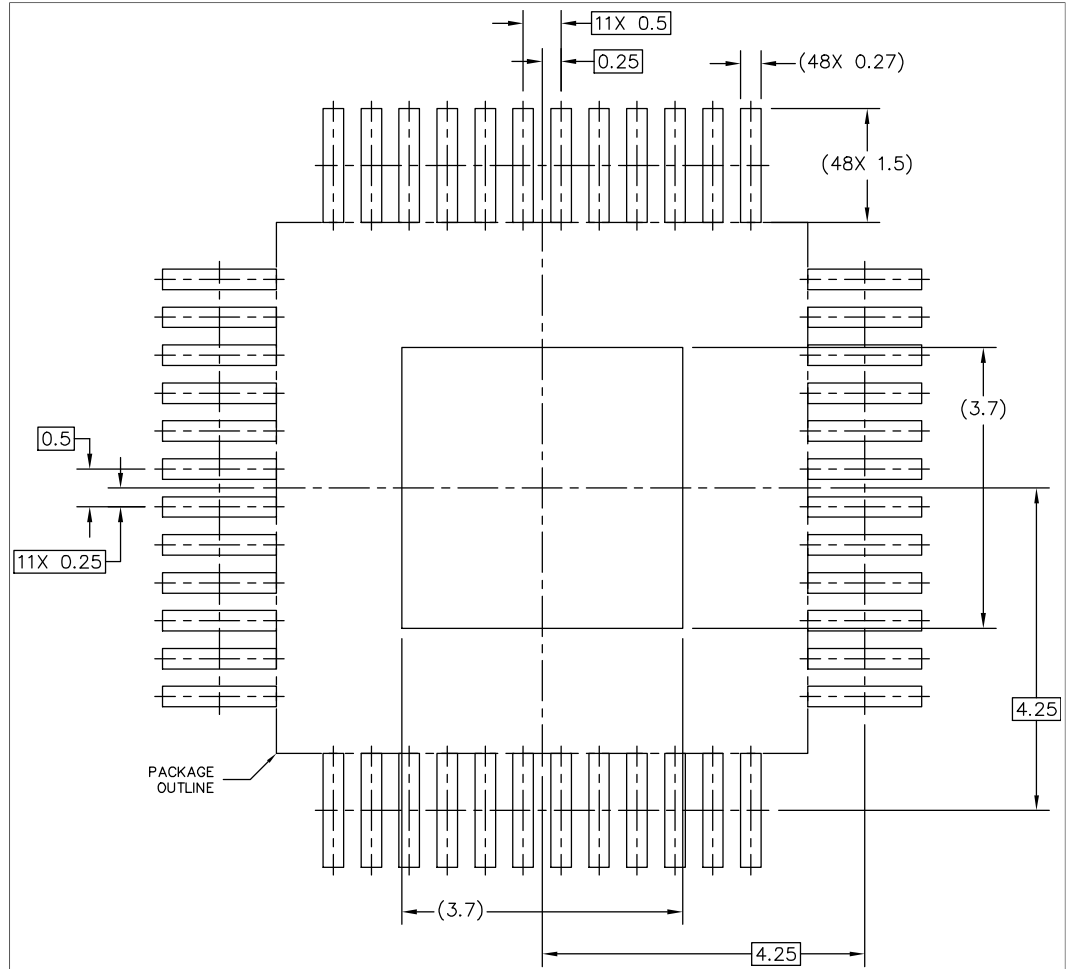 11X 0.5
0.25
(48X 0.27)
(48X 1.5)
(3.7)
0.5
11X 0.25
4.25
PACKAGE
OUTLINE
(3.7)
4.25